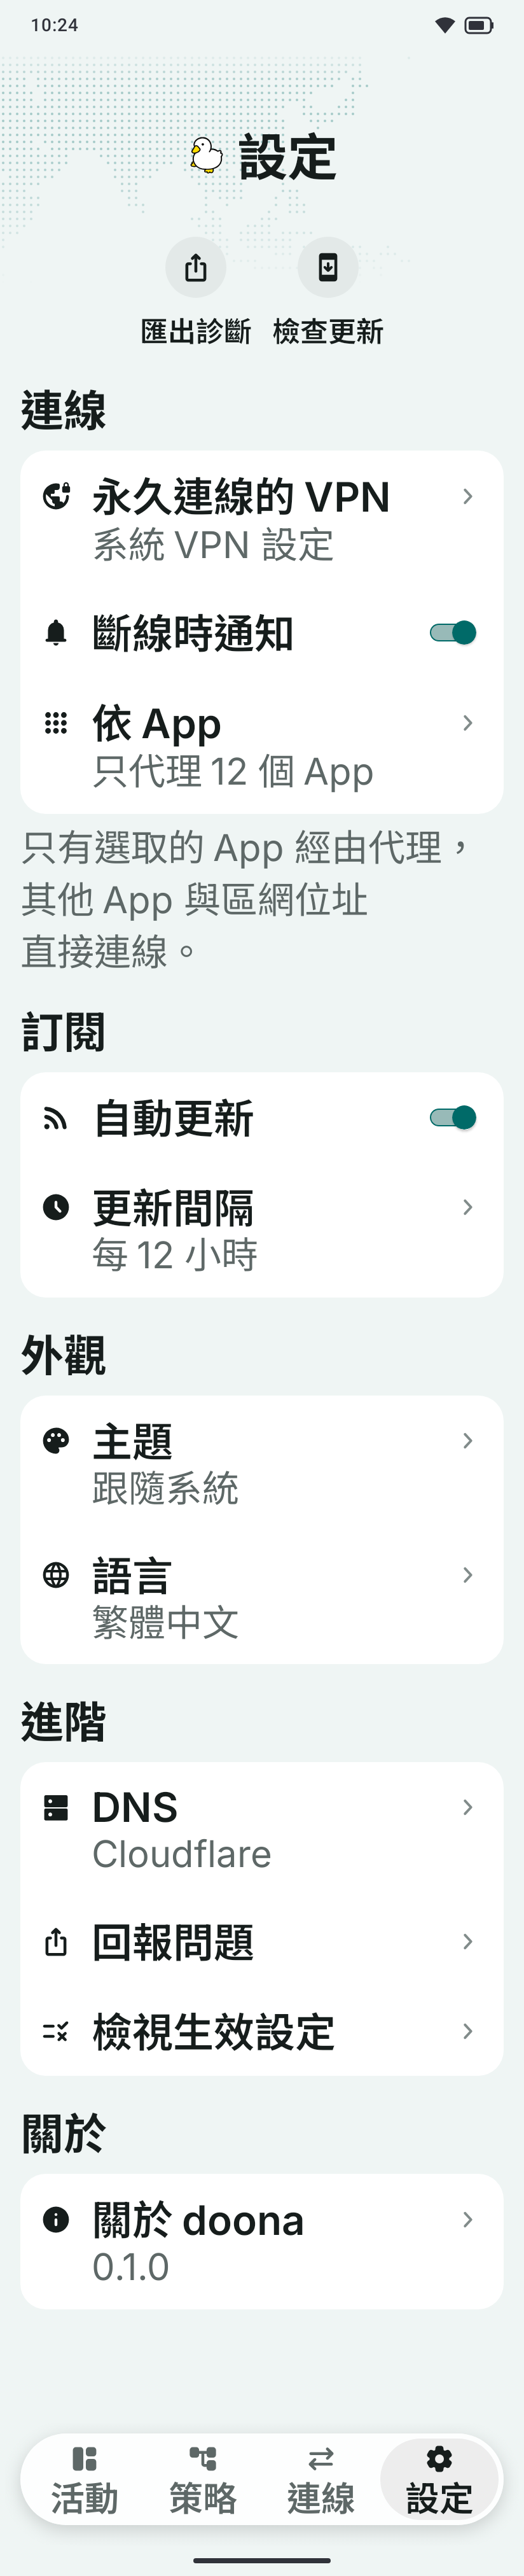 10:24
設定
匯出診斷
檢查更新
連線
永久連線的 VPN
系統 VPN 設定
斷線時通知
依 App
只代理 12 個 App
只有選取的 App 經由代理，
其他 App 與區網位址
直接連線。
訂閱
自動更新
更新間隔
每 12 小時
外觀
主題
跟隨系統
語言
繁體中文
進階
DNS
Cloudflare
回報問題
檢視生效設定
關於
關於 doona
0.1.0
活動
策略
連線
設定